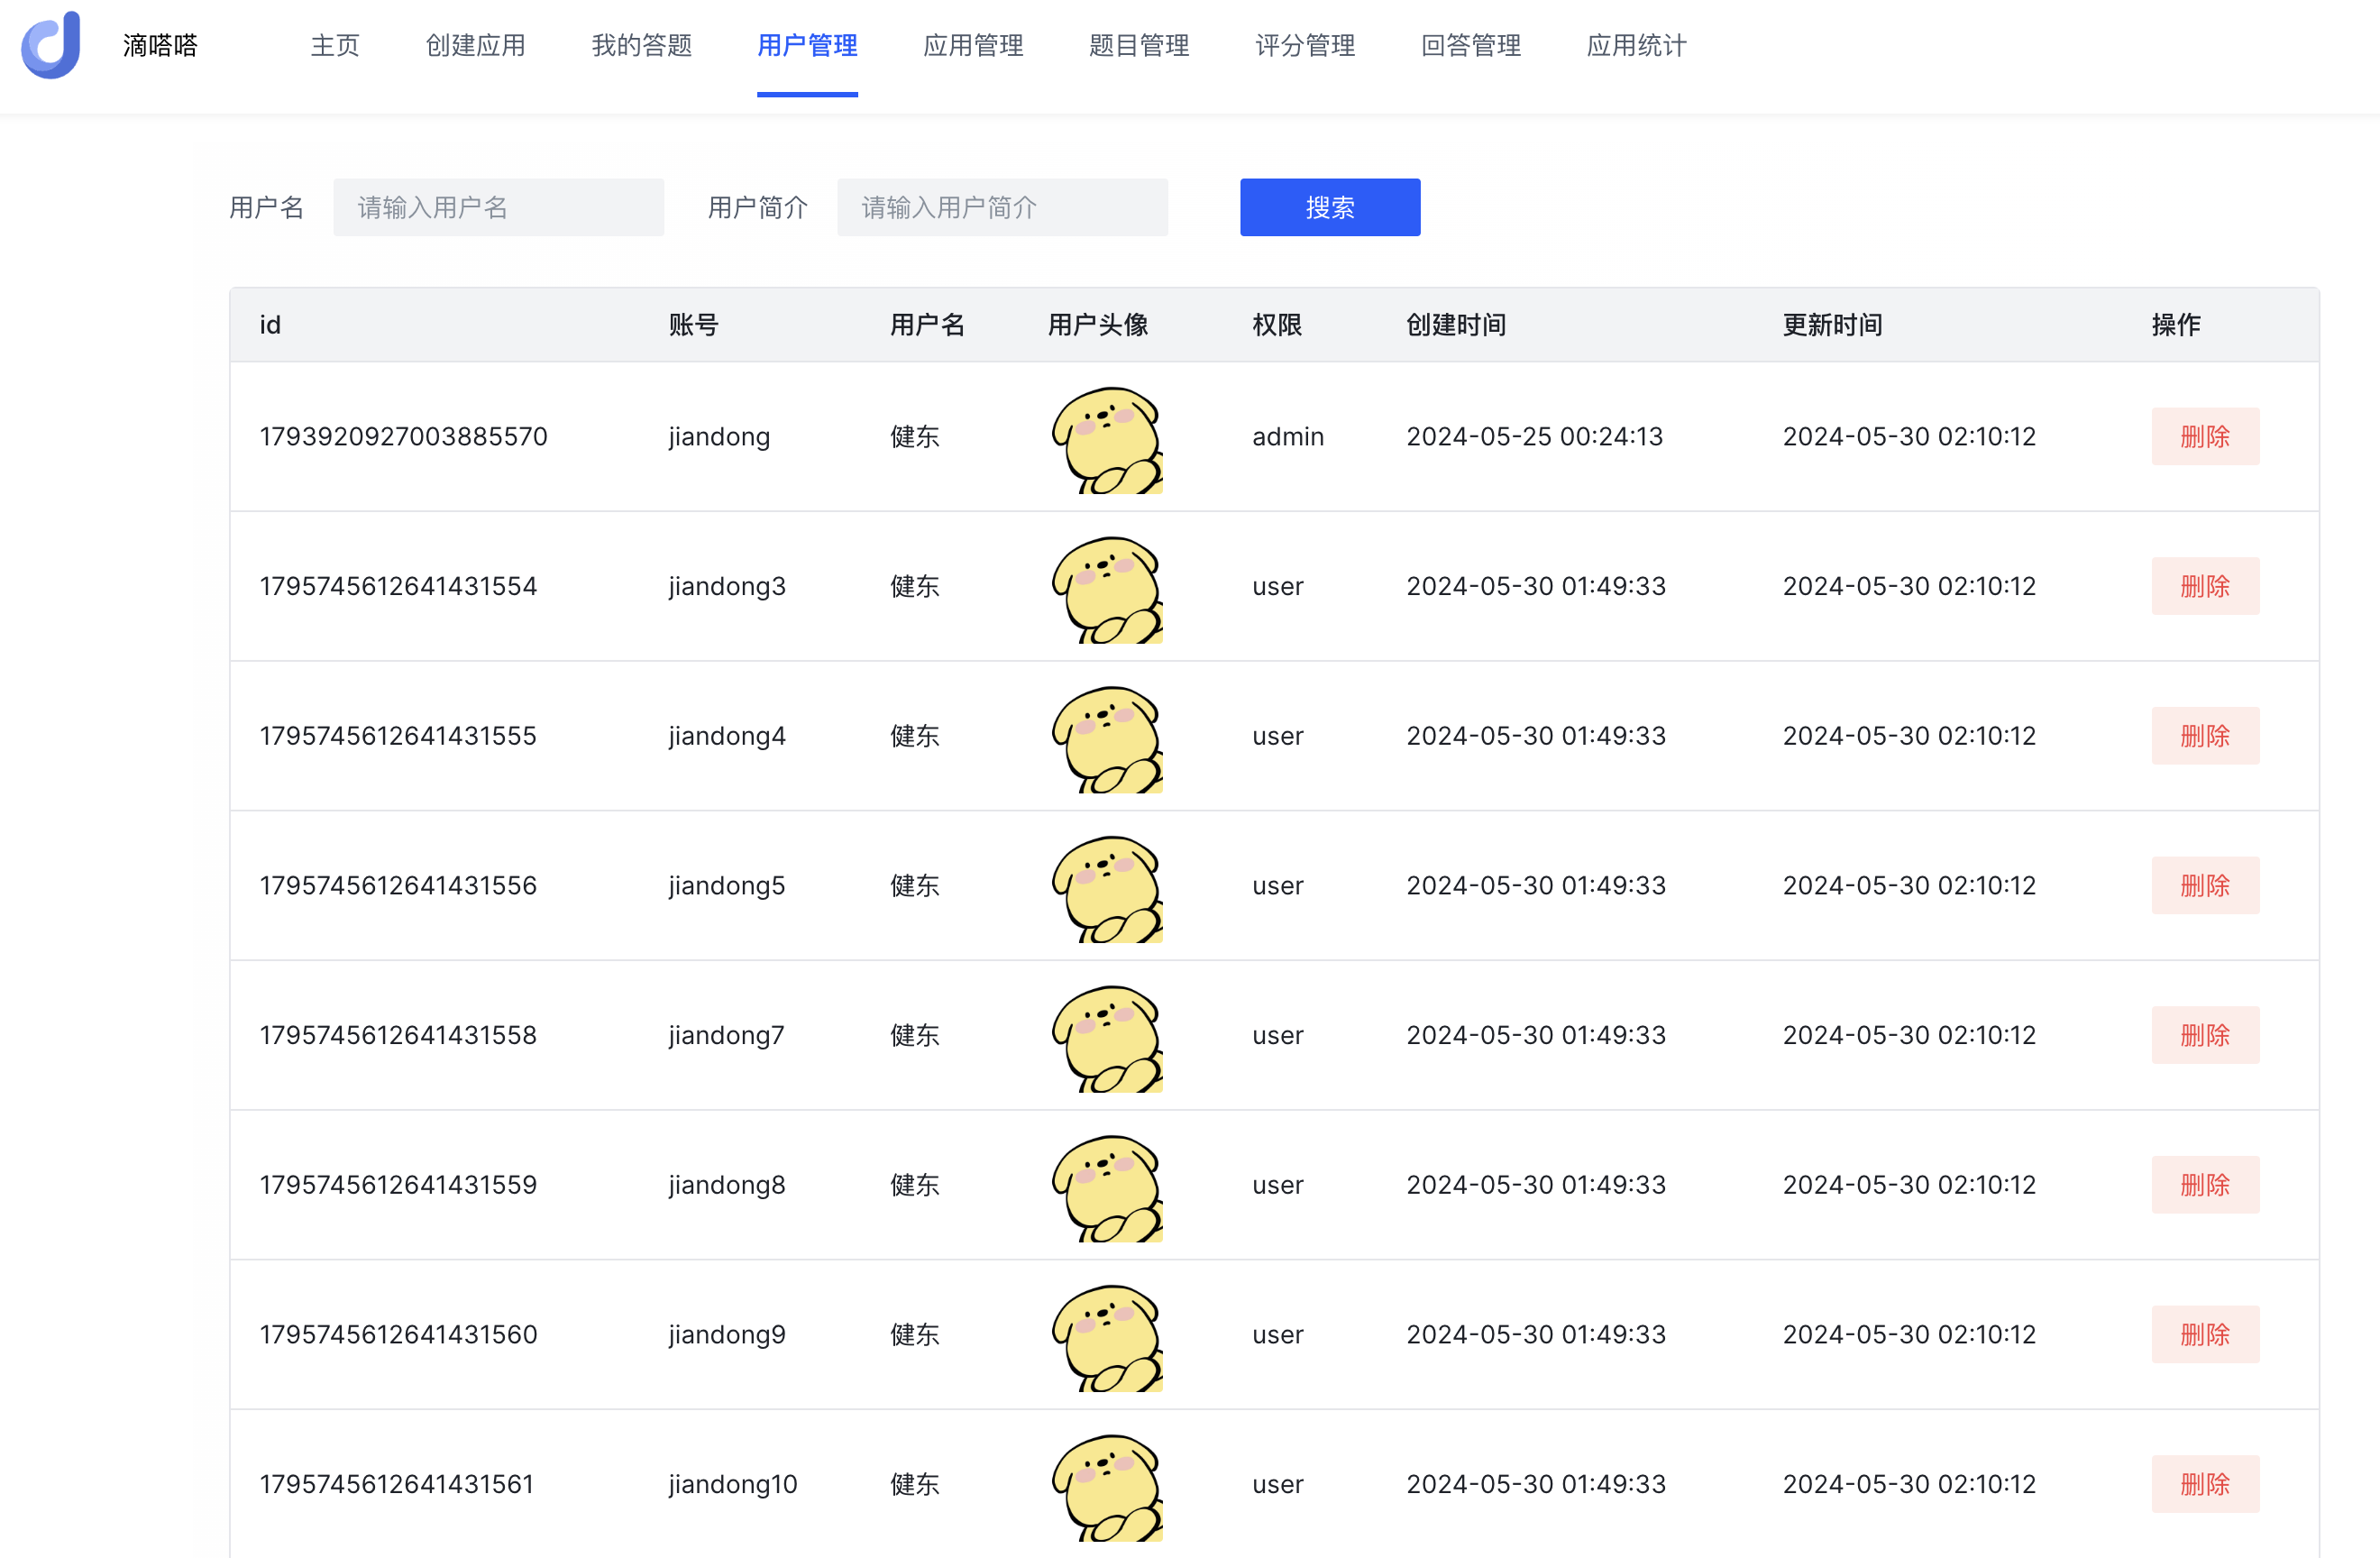 滴嗒嗒 主页 创建应用 我的答题 用户管理 应用管理 题目管理 评分管理 回答管理 应用统计
用户名 请输入用户名 用户简介 请输入用户简介 搜索
id 账号 用户名 用户头像 权限 创建时间 更新时间 操作
1793920927003885570 jiandong 健东 admin 2024-05-25 00:24:13 2024-05-30 02:10:12 删除
1795745612641431554 jiandong3 健东 user 2024-05-30 01:49:33 2024-05-30 02:10:12 删除
1795745612641431555 jiandong4 健东 user 2024-05-30 01:49:33 2024-05-30 02:10:12 删除
1795745612641431556 jiandong5 健东 user 2024-05-30 01:49:33 2024-05-30 02:10:12 删除
1795745612641431558 jiandong7 健东 user 2024-05-30 01:49:33 2024-05-30 02:10:12 删除
1795745612641431559 jiandong8 健东 user 2024-05-30 01:49:33 2024-05-30 02:10:12 删除
1795745612641431560 jiandong9 健东 user 2024-05-30 01:49:33 2024-05-30 02:10:12 删除
1795745612641431561 jiandong10 健东 user 2024-05-30 01:49:33 2024-05-30 02:10:12 删除